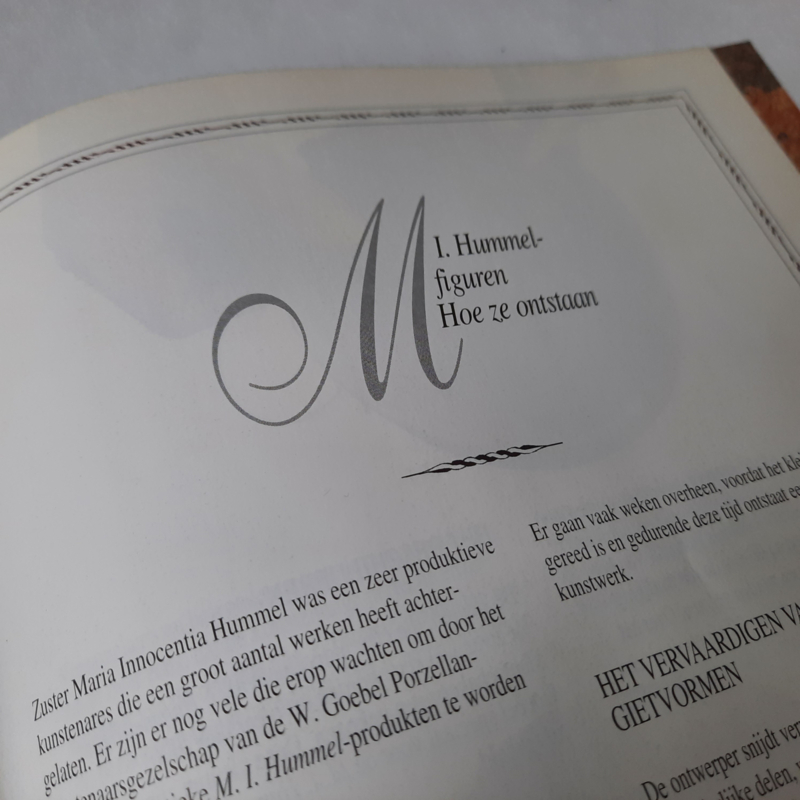 M
I. Hummel-
figuren
Hoe ze ontstaan
Zuster Maria Innocentia Hummel was een zeer produktieve
kunstenares die een groot aantal werken heeft achter-
gelaten. Er zijn er nog vele die erop wachten om door het
van de W. Goebel Porzellan-
M. I. Hummel-produkten te worden
Er gaan vaak weken overheen, voordat het
gereed is en gedurende deze tijd ontstaat
kunstwerk.
HET VERVAARDIGEN
GIETVORMEN
De ontwerper snijdt
delen,